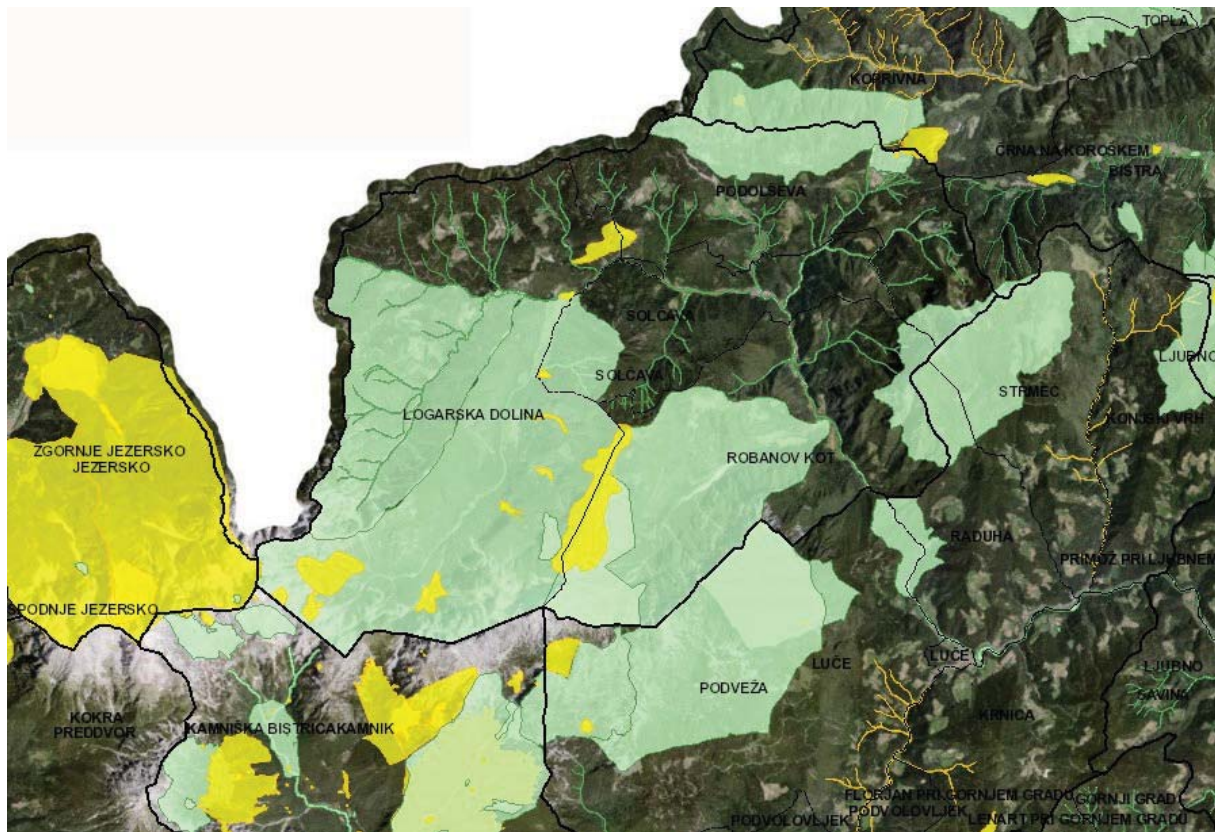 TOPLA
KOPRIVNA
ČRNA NA KOROŠKEM
BISTRA
PODOLŠEVA
SOLČAVA
LJUBNO
SOLČAVA
STRMEC
LOGARSKA DOLINA
KONJSKI VRH
ZGORNJE JEZERSKO
JEZERSKO
ROBANOV KOT
RADUHA
PRIMOŽ PRI LJUBNEM
SPODNJE JEZERSKO
LUČE
LUČE
LJUBNO
PODVEŽA
SAVINA
KRNICA
KOKRA
PREDDVOR
KAMNIŠKA BISTRICA
KAMNIK
FLORJAN PRI GORNJEM GRADU
GORNJI GRAD
PODVOLOVLJEK
PODVOLOVLJEK
LENART PRI GORNJEM GRADU